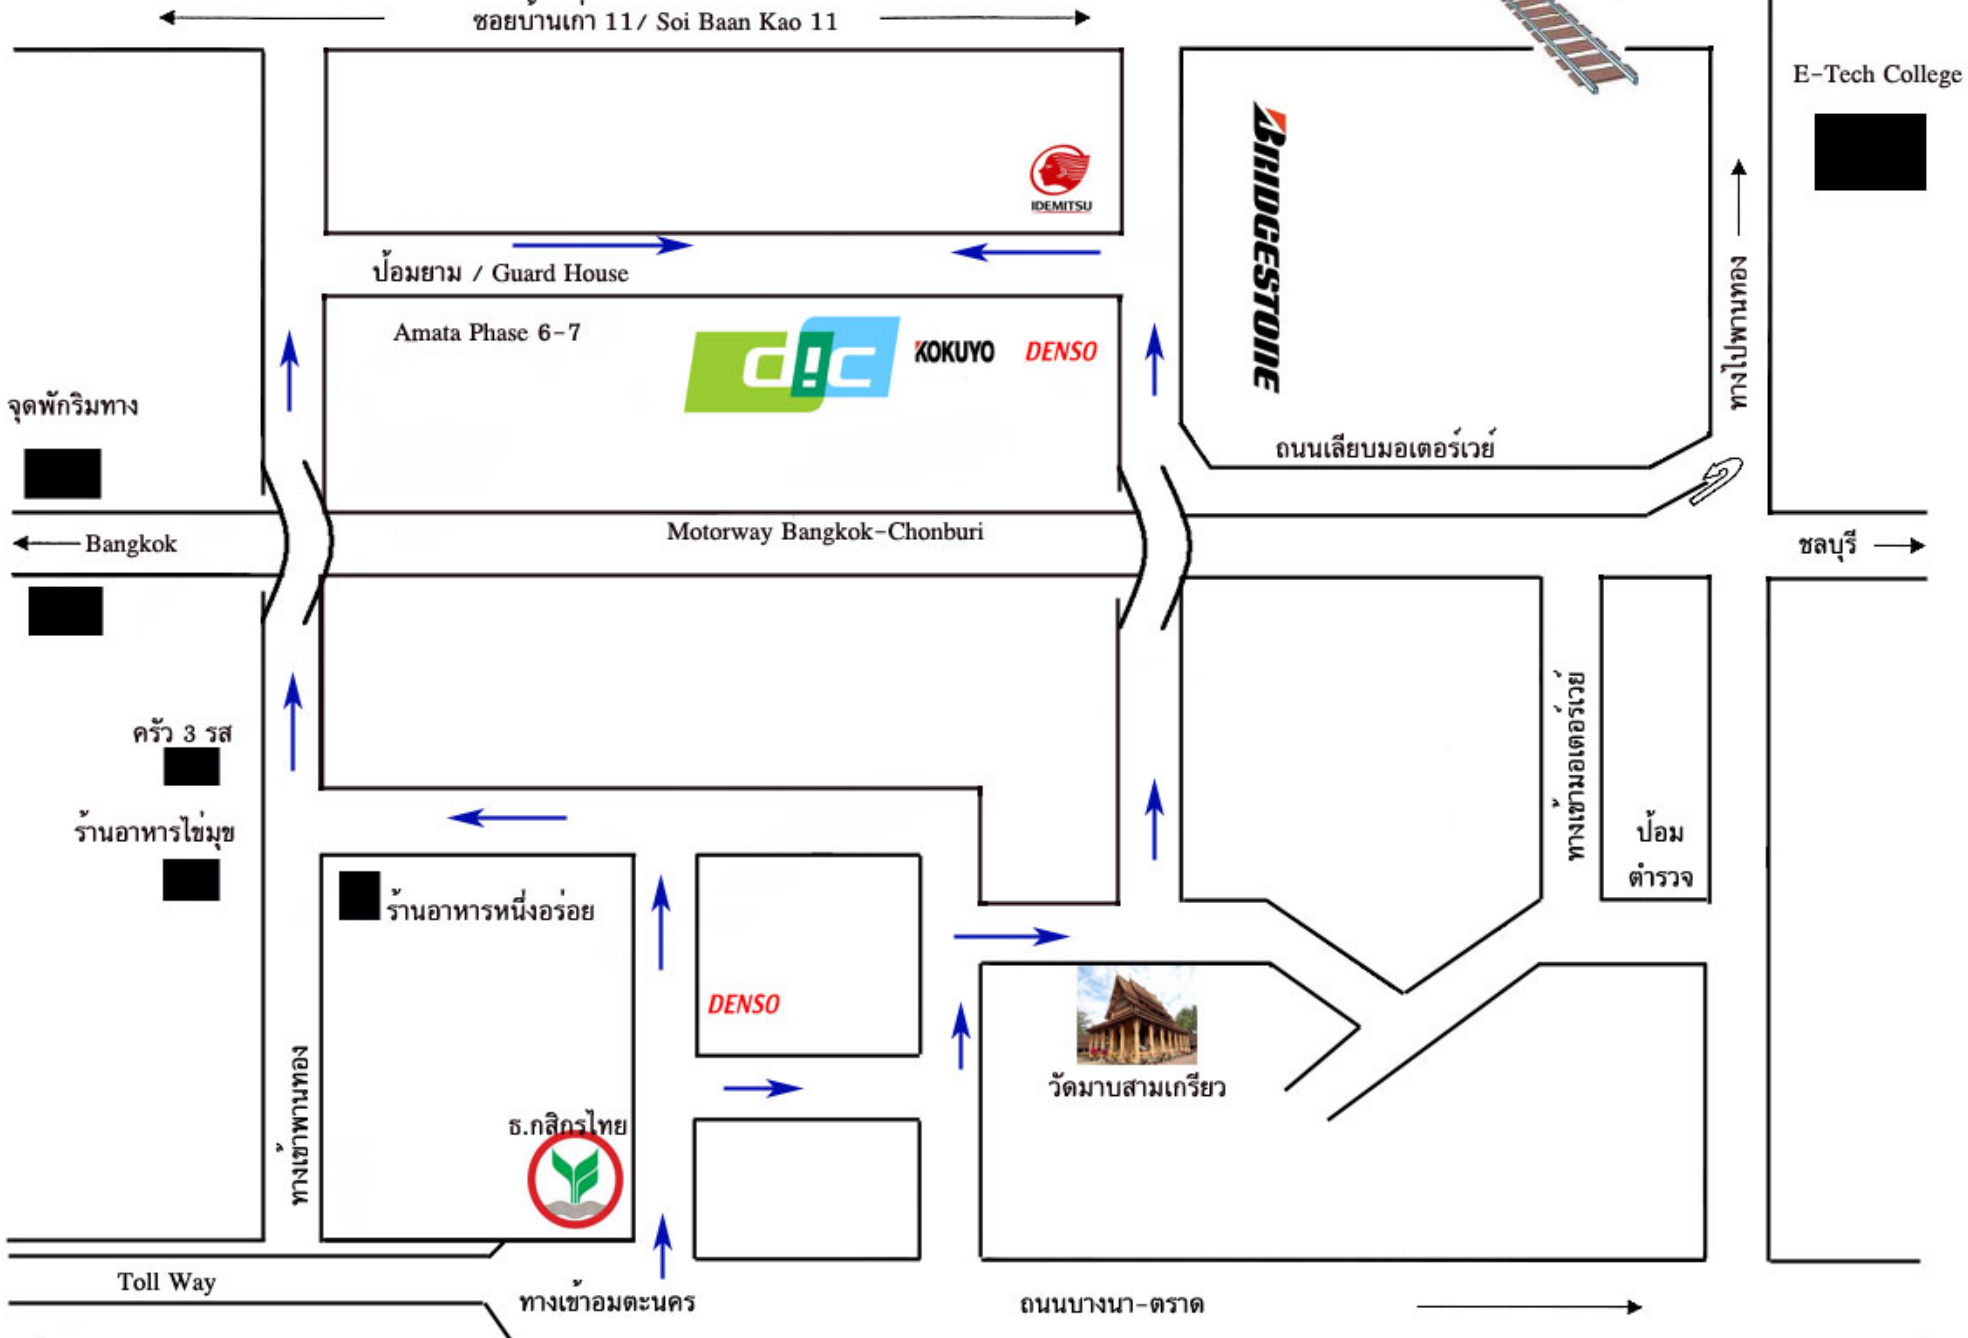 ซอยบ้านเก่า 11/ Soi Baan Kao 11
E-Tech College
IDEMITSU
BRIDGESTONE
ทางไปพานทอง
ป้อมยาม / Guard House
Amata Phase 6-7
dic
KOKUYO
DENSO
จุดพักริมทาง
ถนนเลียบมอเตอร์เวย์
Motorway Bangkok-Chonburi
Bangkok
ชลบุรี
ทางเข้ามอเตอร์เวย์
ครัว 3 รส
ร้านอาหารไข่มุข
ป้อม
ตำรวจ
ร้านอาหารหนึ่งอร่อย
DENSO
วัดมาบสามเกรียว
ทางเข้าพานทอง
ธ.กสิกรไทย
Toll Way
ทางเข้าอมตะนคร
ถนนบางนา-ตราด